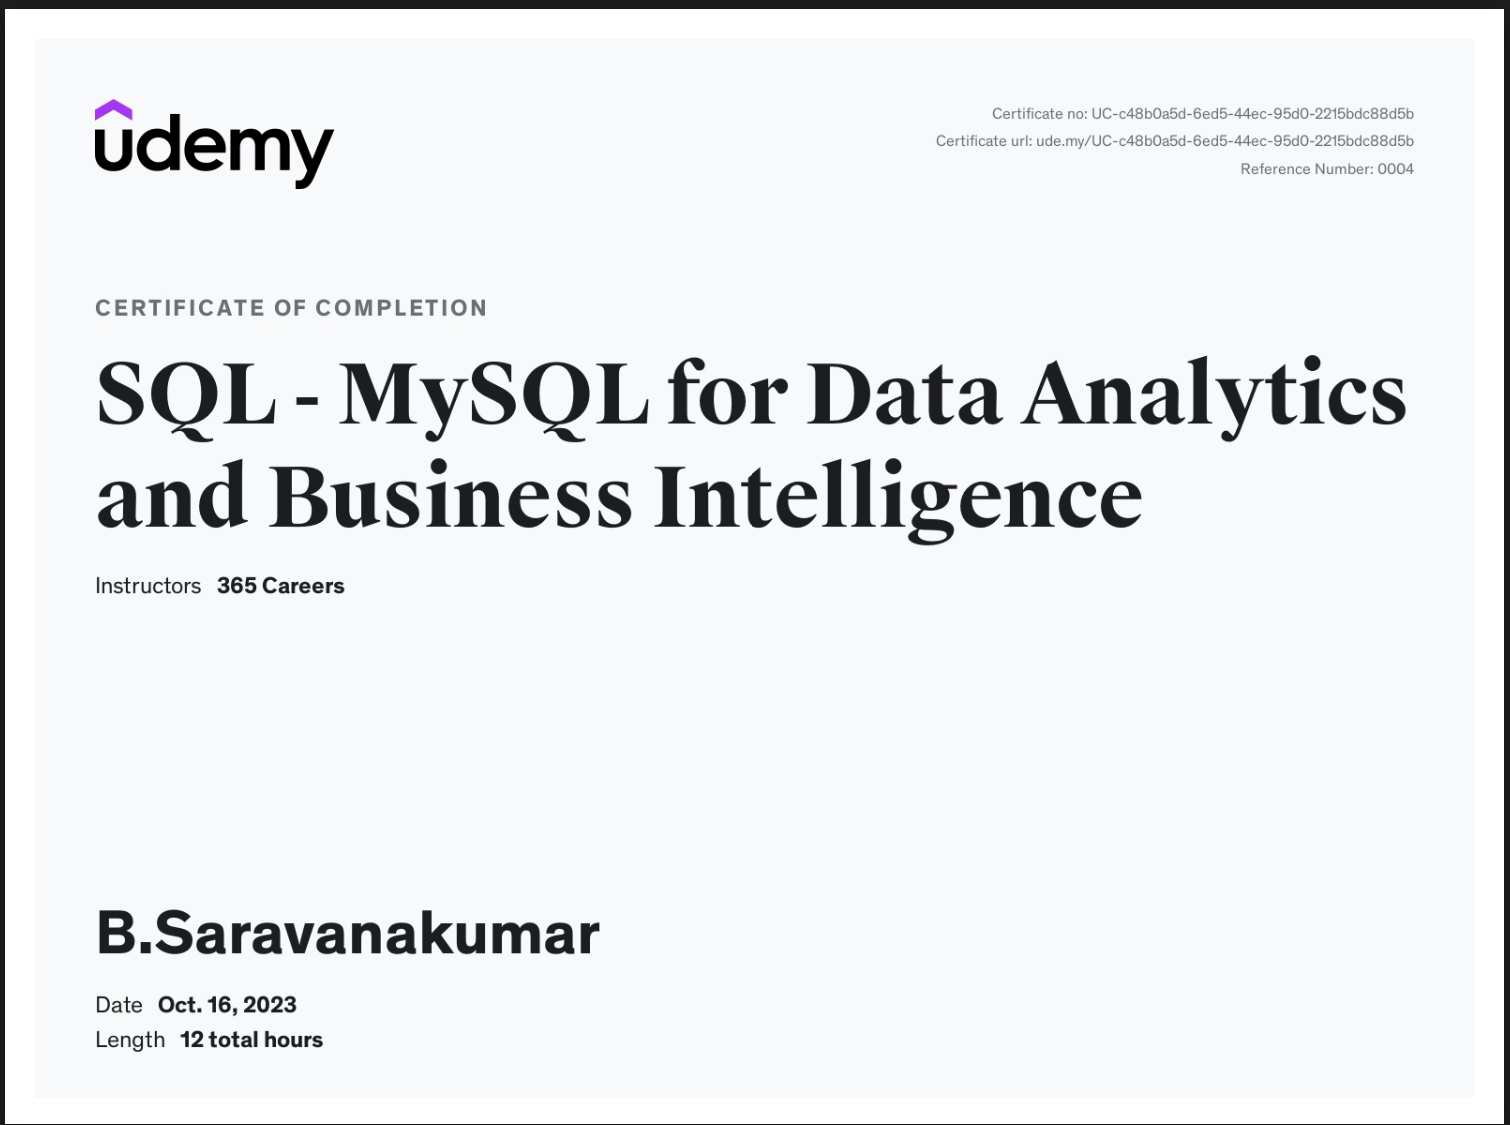 udemy
Certificate no: UC-c48b0a5d-6ed5-44ec-95d0-2215bdc88d5b
Certificate url: ude.my/UC-c48b0a5d-6ed5-44ec-95d0-2215bdc88d5b
Reference Number: 0004
CERTIFICATE OF COMPLETION
SQL - MySQL for Data Analytics
and Business Intelligence
Instructors 365 Careers
B.Saravanakumar
Date Oct. 16, 2023
Length 12 total hours